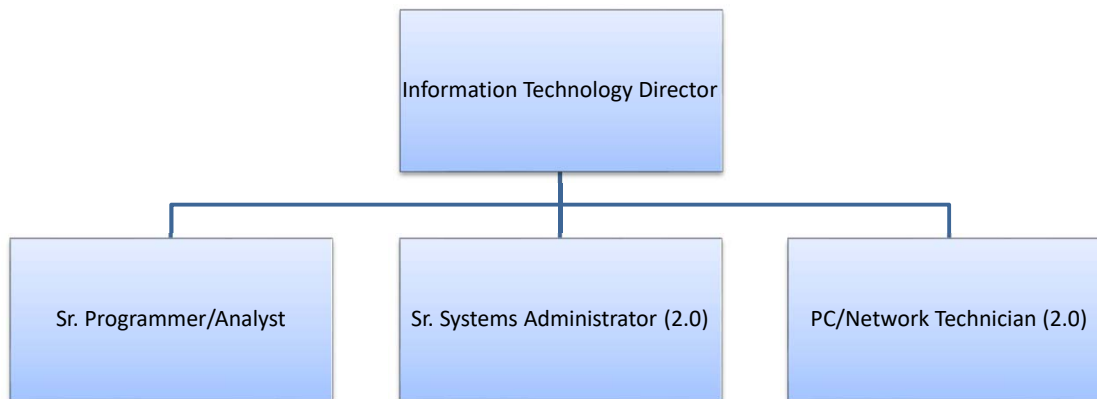 Information Technology Director
Sr. Programmer/Analyst
Sr. Systems Administrator (2.0)
PC/Network Technician (2.0)